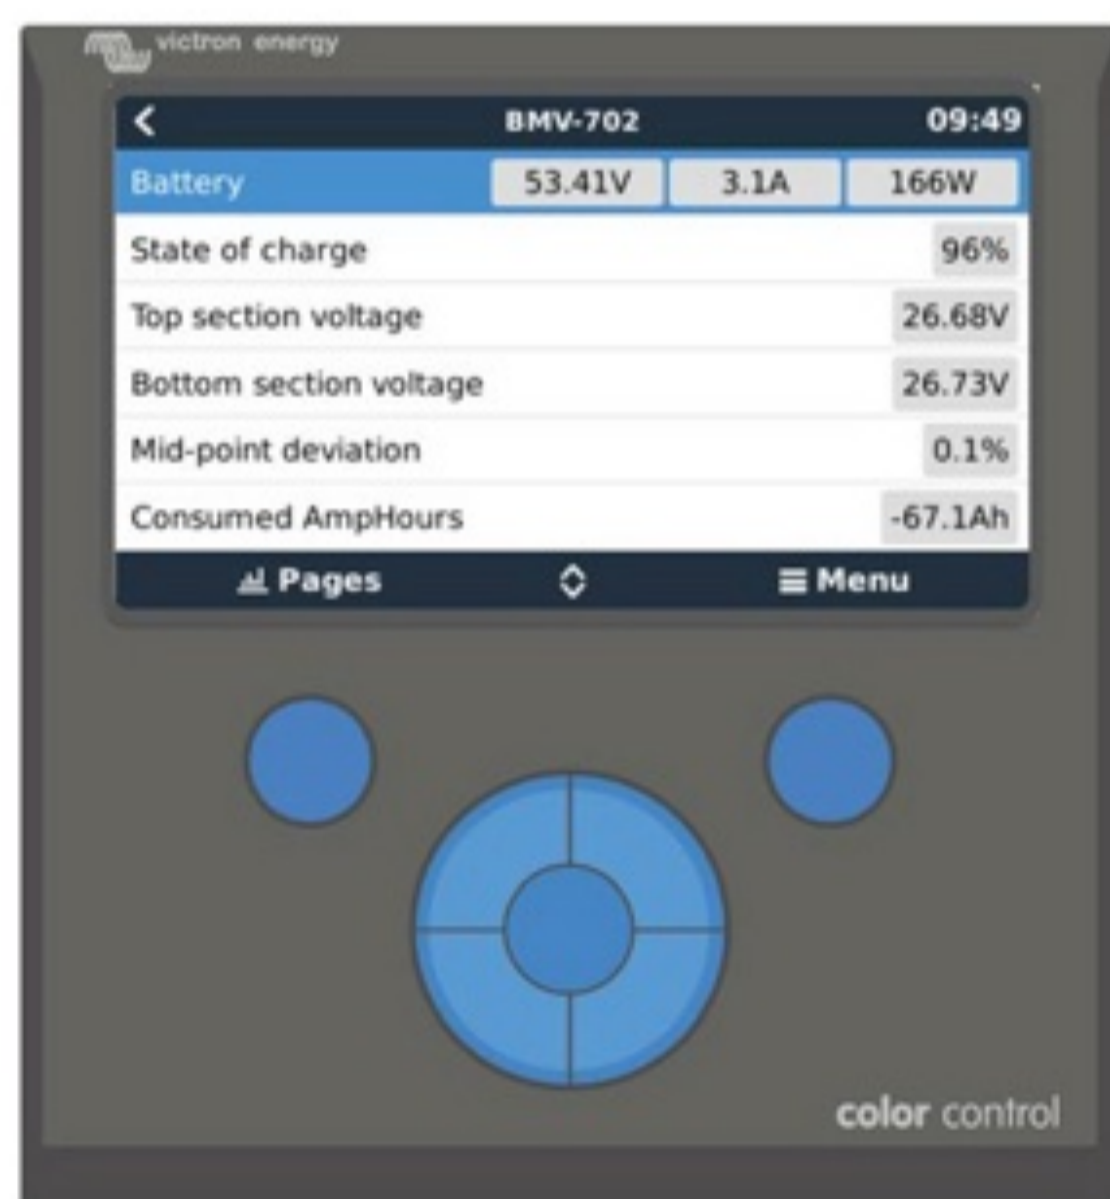 victron energy
BMV-702 09:49
Battery 53.41V 3.1A 166W
State of charge 96%
Top section voltage 26.68V
Bottom section voltage 26.73V
Mid-point deviation 0.1%
Consumed AmpHours -67.1Ah
Pages Menu
color control